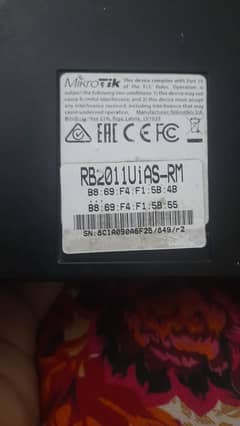 MikroTik
This device complies with Part 15
of the FCC Rules. Operation is
subject to the following two conditions: 1) this device may not
cause harmful interference, and 2) this device must accept
any interference received, including interference that may
cause undesired operation. Manufacturer: Mikrotikls SIA,
Riga, Latvia, LV1039
EAC CE FC
RB2011UiAS-RM
B8:69:F4:F1:5B:4B
...
B8:69:F4:F1:5B:55
SN:8C1A090A6F28/849/r2